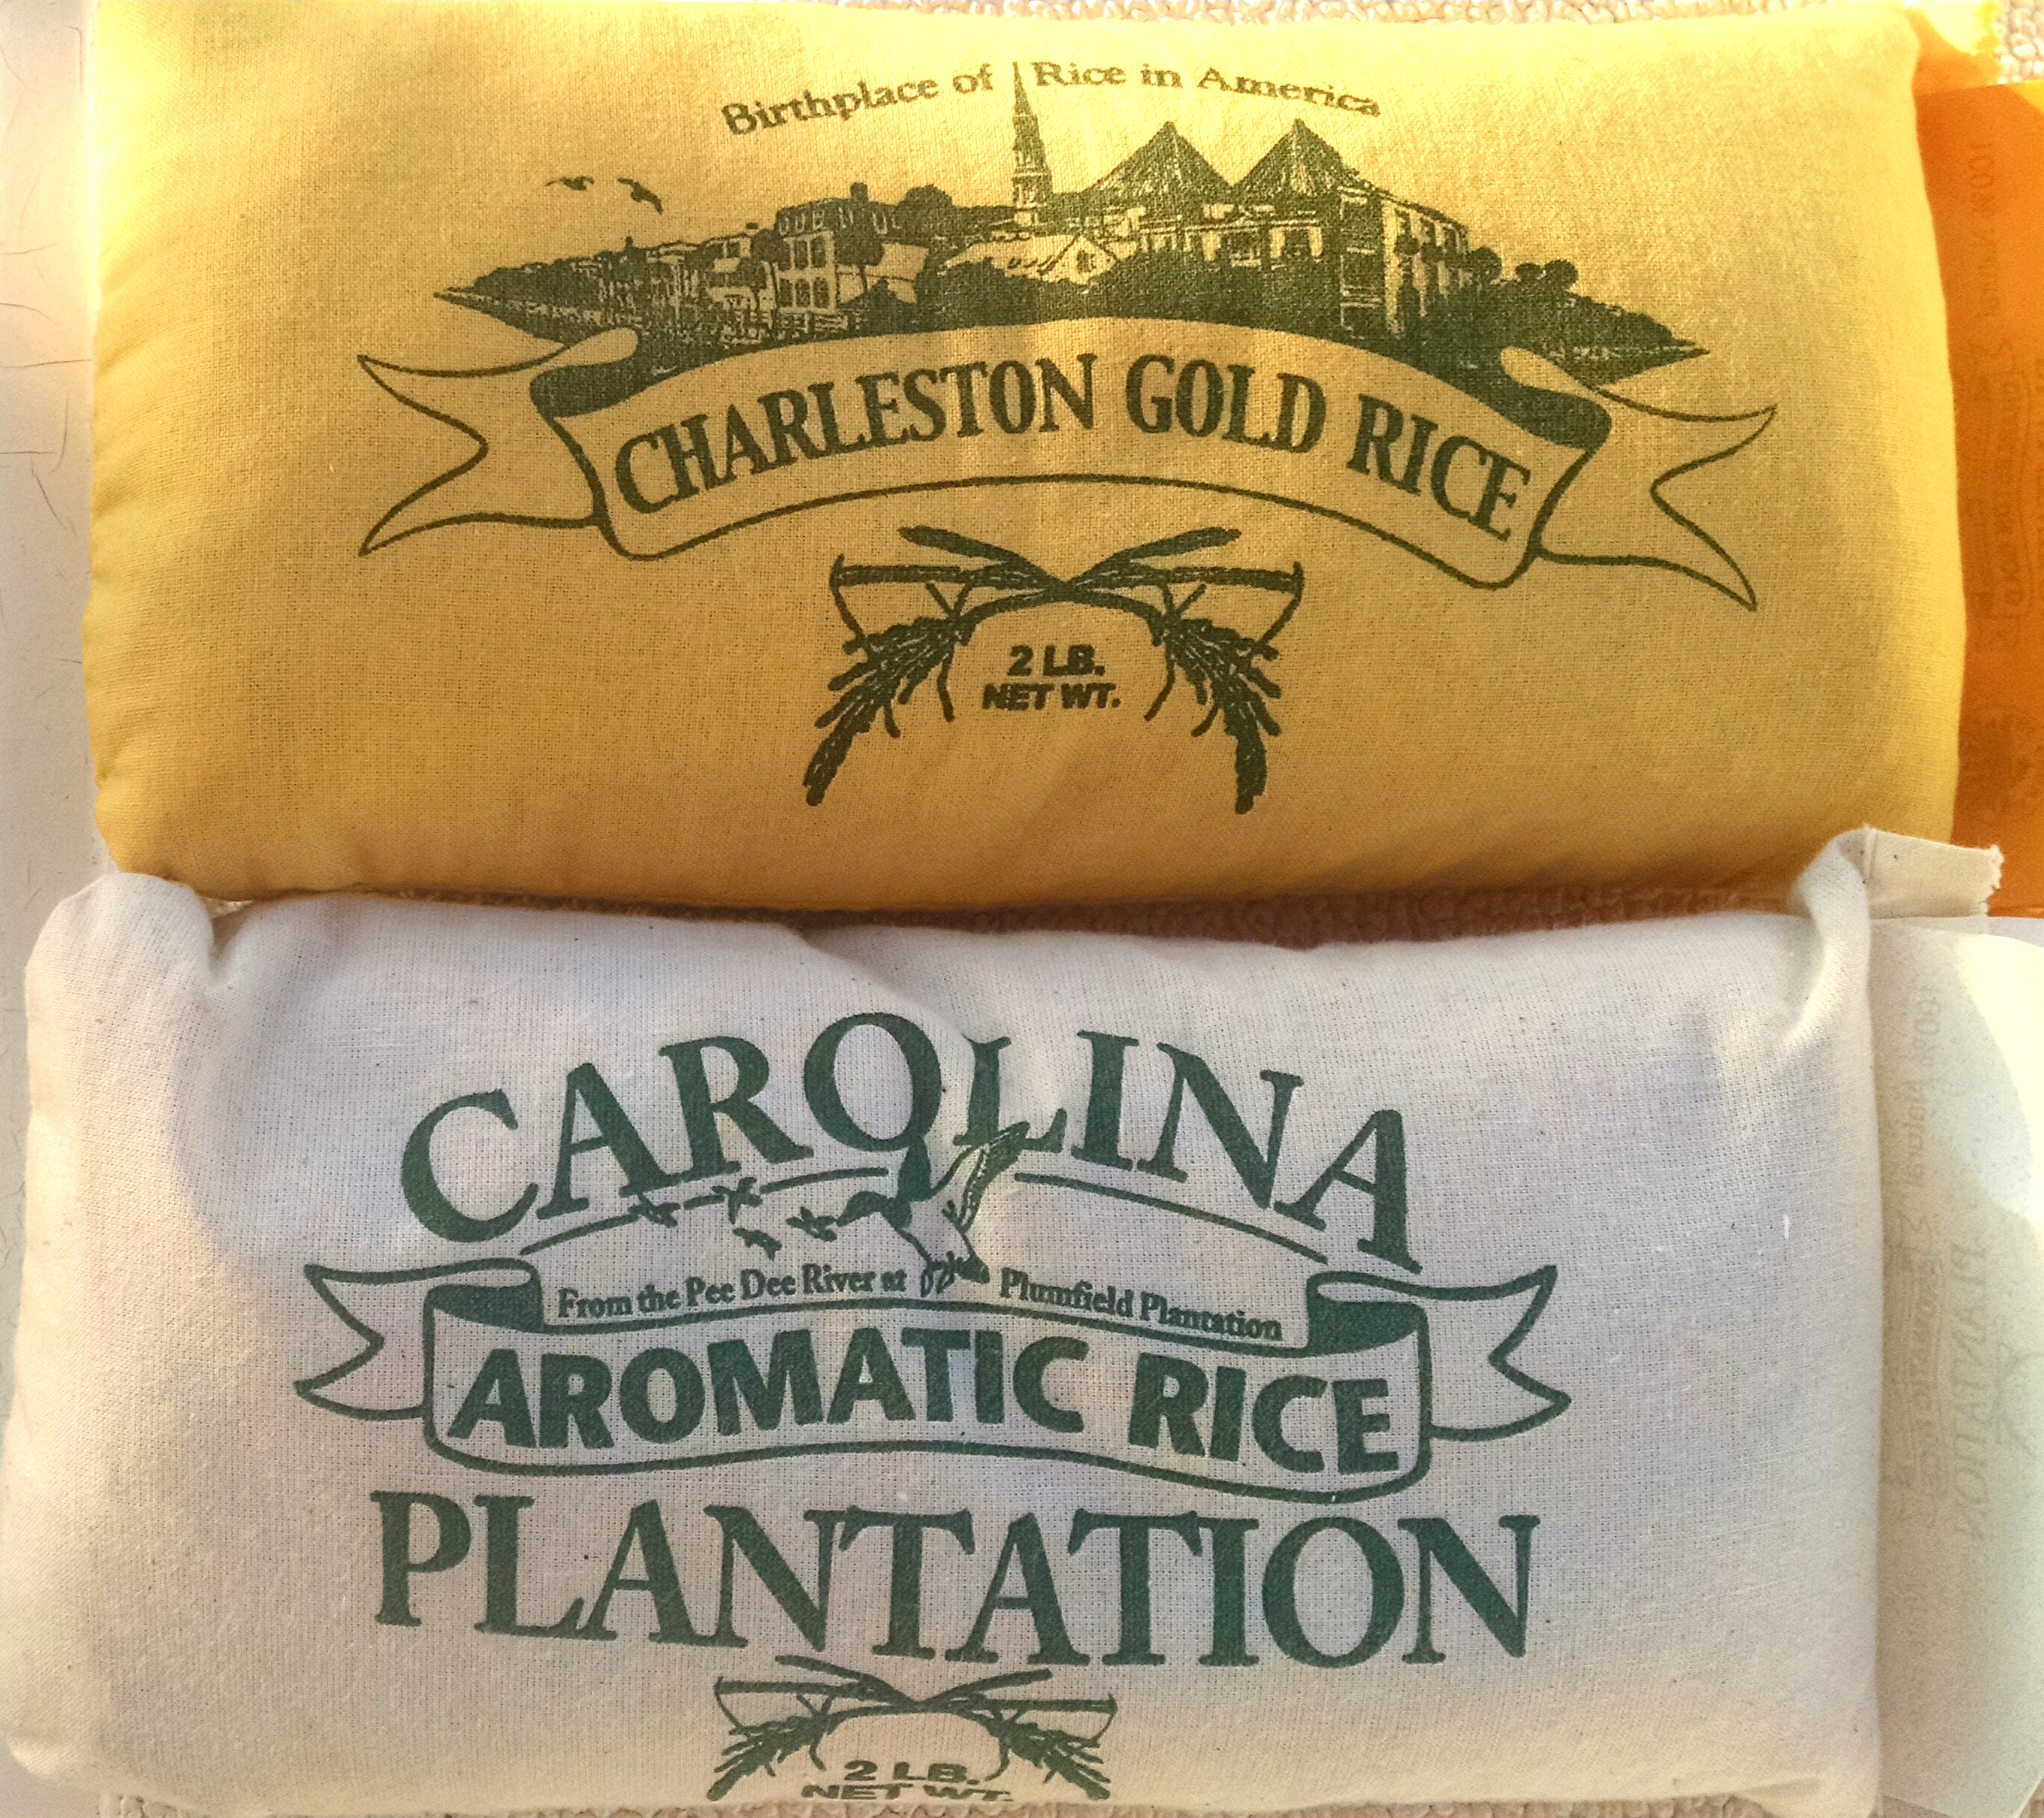 Birthplace of Rice in America
CHARLESTON GOLD RICE
2 LB.
NET WT.
CAROLINA
From the Pee Dee River at Plumfield Plantation
AROMATIC RICE
PLANTATION
2 LB.
NET WT.